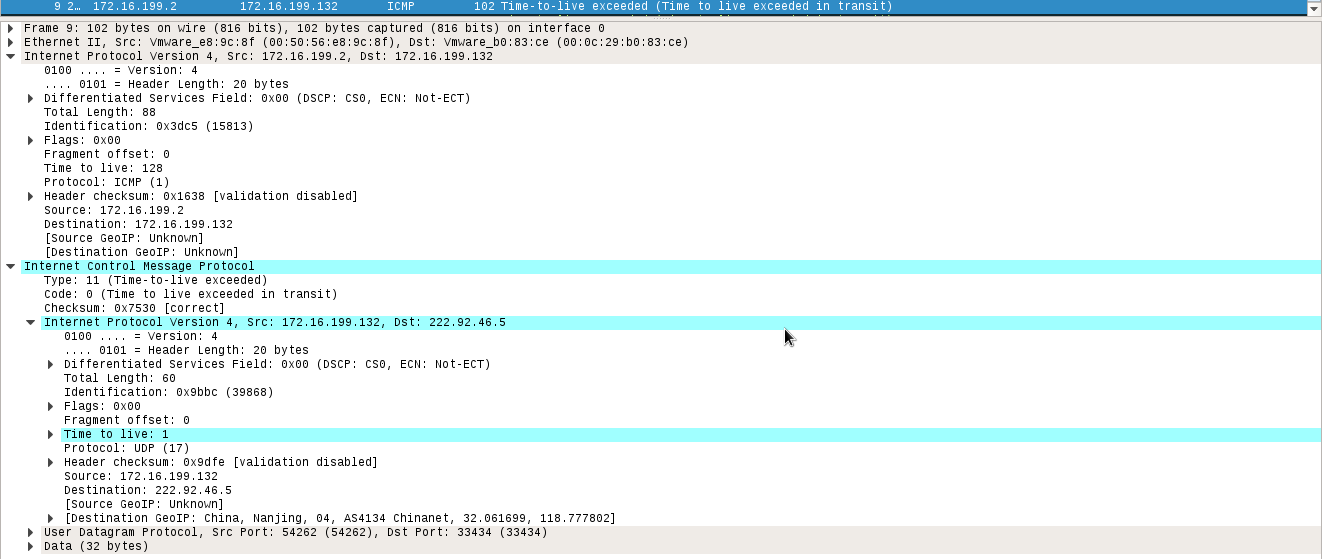 9 2… 172.16.199.2 172.16.199.132 ICMP 102 Time-to-live exceeded (Time to live exceeded in transit)
Frame 9: 102 bytes on wire (816 bits), 102 bytes captured (816 bits) on interface 0
Ethernet II, Src: Vmware_e8:9c:8f (00:50:56:e8:9c:8f), Dst: Vmware_b0:83:ce (00:0c:29:b0:83:ce)
Internet Protocol Version 4, Src: 172.16.199.2, Dst: 172.16.199.132
0100 .... = Version: 4
.... 0101 = Header Length: 20 bytes
Differentiated Services Field: 0x00 (DSCP: CS0, ECN: Not-ECT)
Total Length: 88
Identification: 0x3dc5 (15813)
Flags: 0x00
Fragment offset: 0
Time to live: 128
Protocol: ICMP (1)
Header checksum: 0x1638 [validation disabled]
Source: 172.16.199.2
Destination: 172.16.199.132
[Source GeoIP: Unknown]
[Destination GeoIP: Unknown]
Internet Control Message Protocol
Type: 11 (Time-to-live exceeded)
Code: 0 (Time to live exceeded in transit)
Checksum: 0x7530 [correct]
Internet Protocol Version 4, Src: 172.16.199.132, Dst: 222.92.46.5
0100 .... = Version: 4
.... 0101 = Header Length: 20 bytes
Differentiated Services Field: 0x00 (DSCP: CS0, ECN: Not-ECT)
Total Length: 60
Identification: 0x9bbc (39868)
Flags: 0x00
Fragment offset: 0
Time to live: 1
Protocol: UDP (17)
Header checksum: 0x9dfe [validation disabled]
Source: 172.16.199.132
Destination: 222.92.46.5
[Source GeoIP: Unknown]
[Destination GeoIP: China, Nanjing, 04, AS4134 Chinanet, 32.061699, 118.777802]
User Datagram Protocol, Src Port: 54262 (54262), Dst Port: 33434 (33434)
Data (32 bytes)